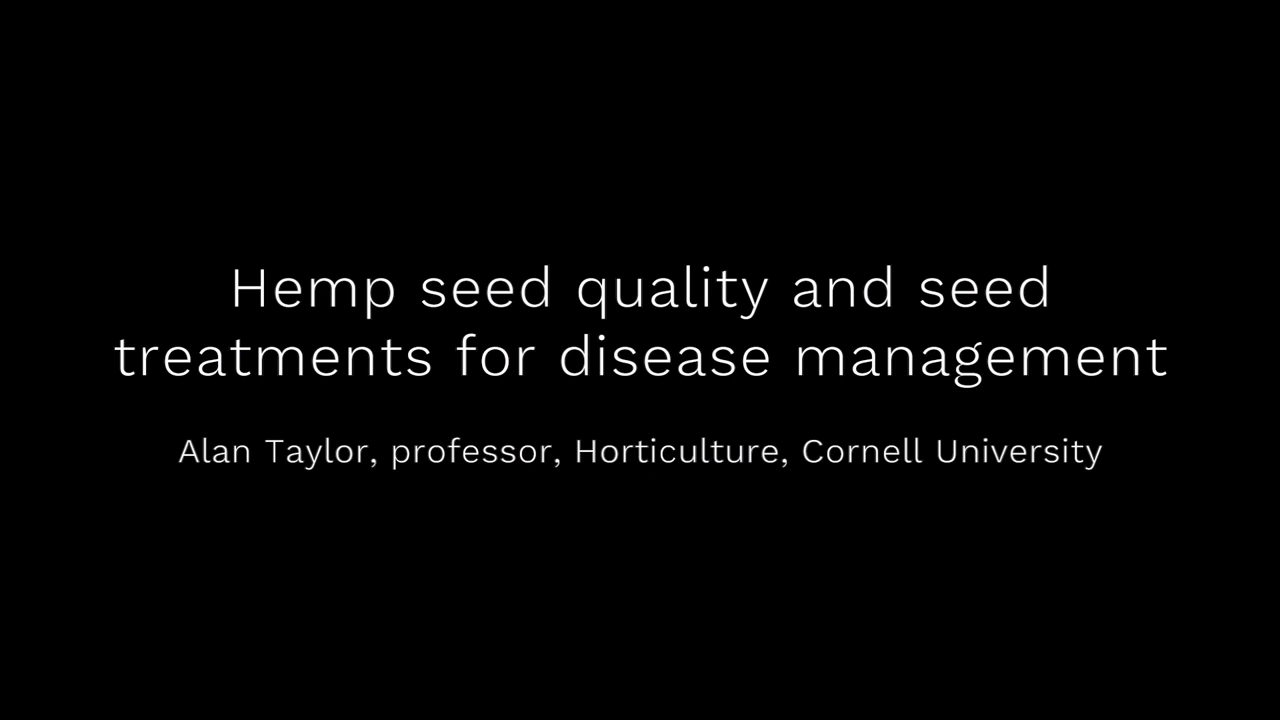 Hemp seed quality and seed
treatments for disease management
Alan Taylor, professor, Horticulture, Cornell University